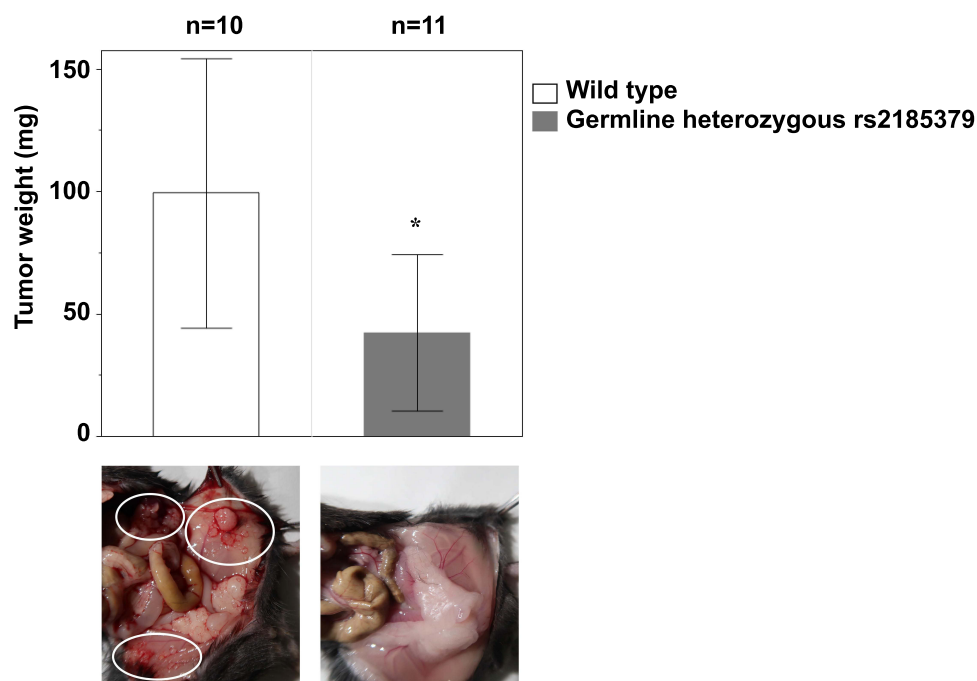 n=10
n=11
Tumor weight (mg)
150
100
50
0
*
Wild type
Germline heterozygous rs2185379